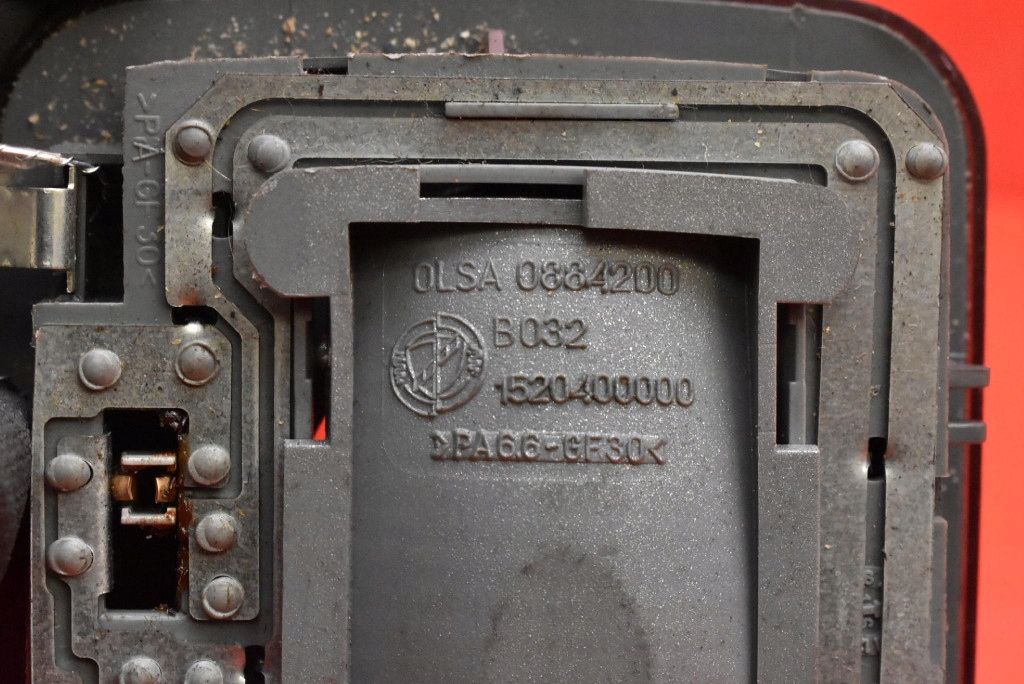 >PA-GF30<
OLSA 0884200
B032
1520400000
>PA66-GF30<